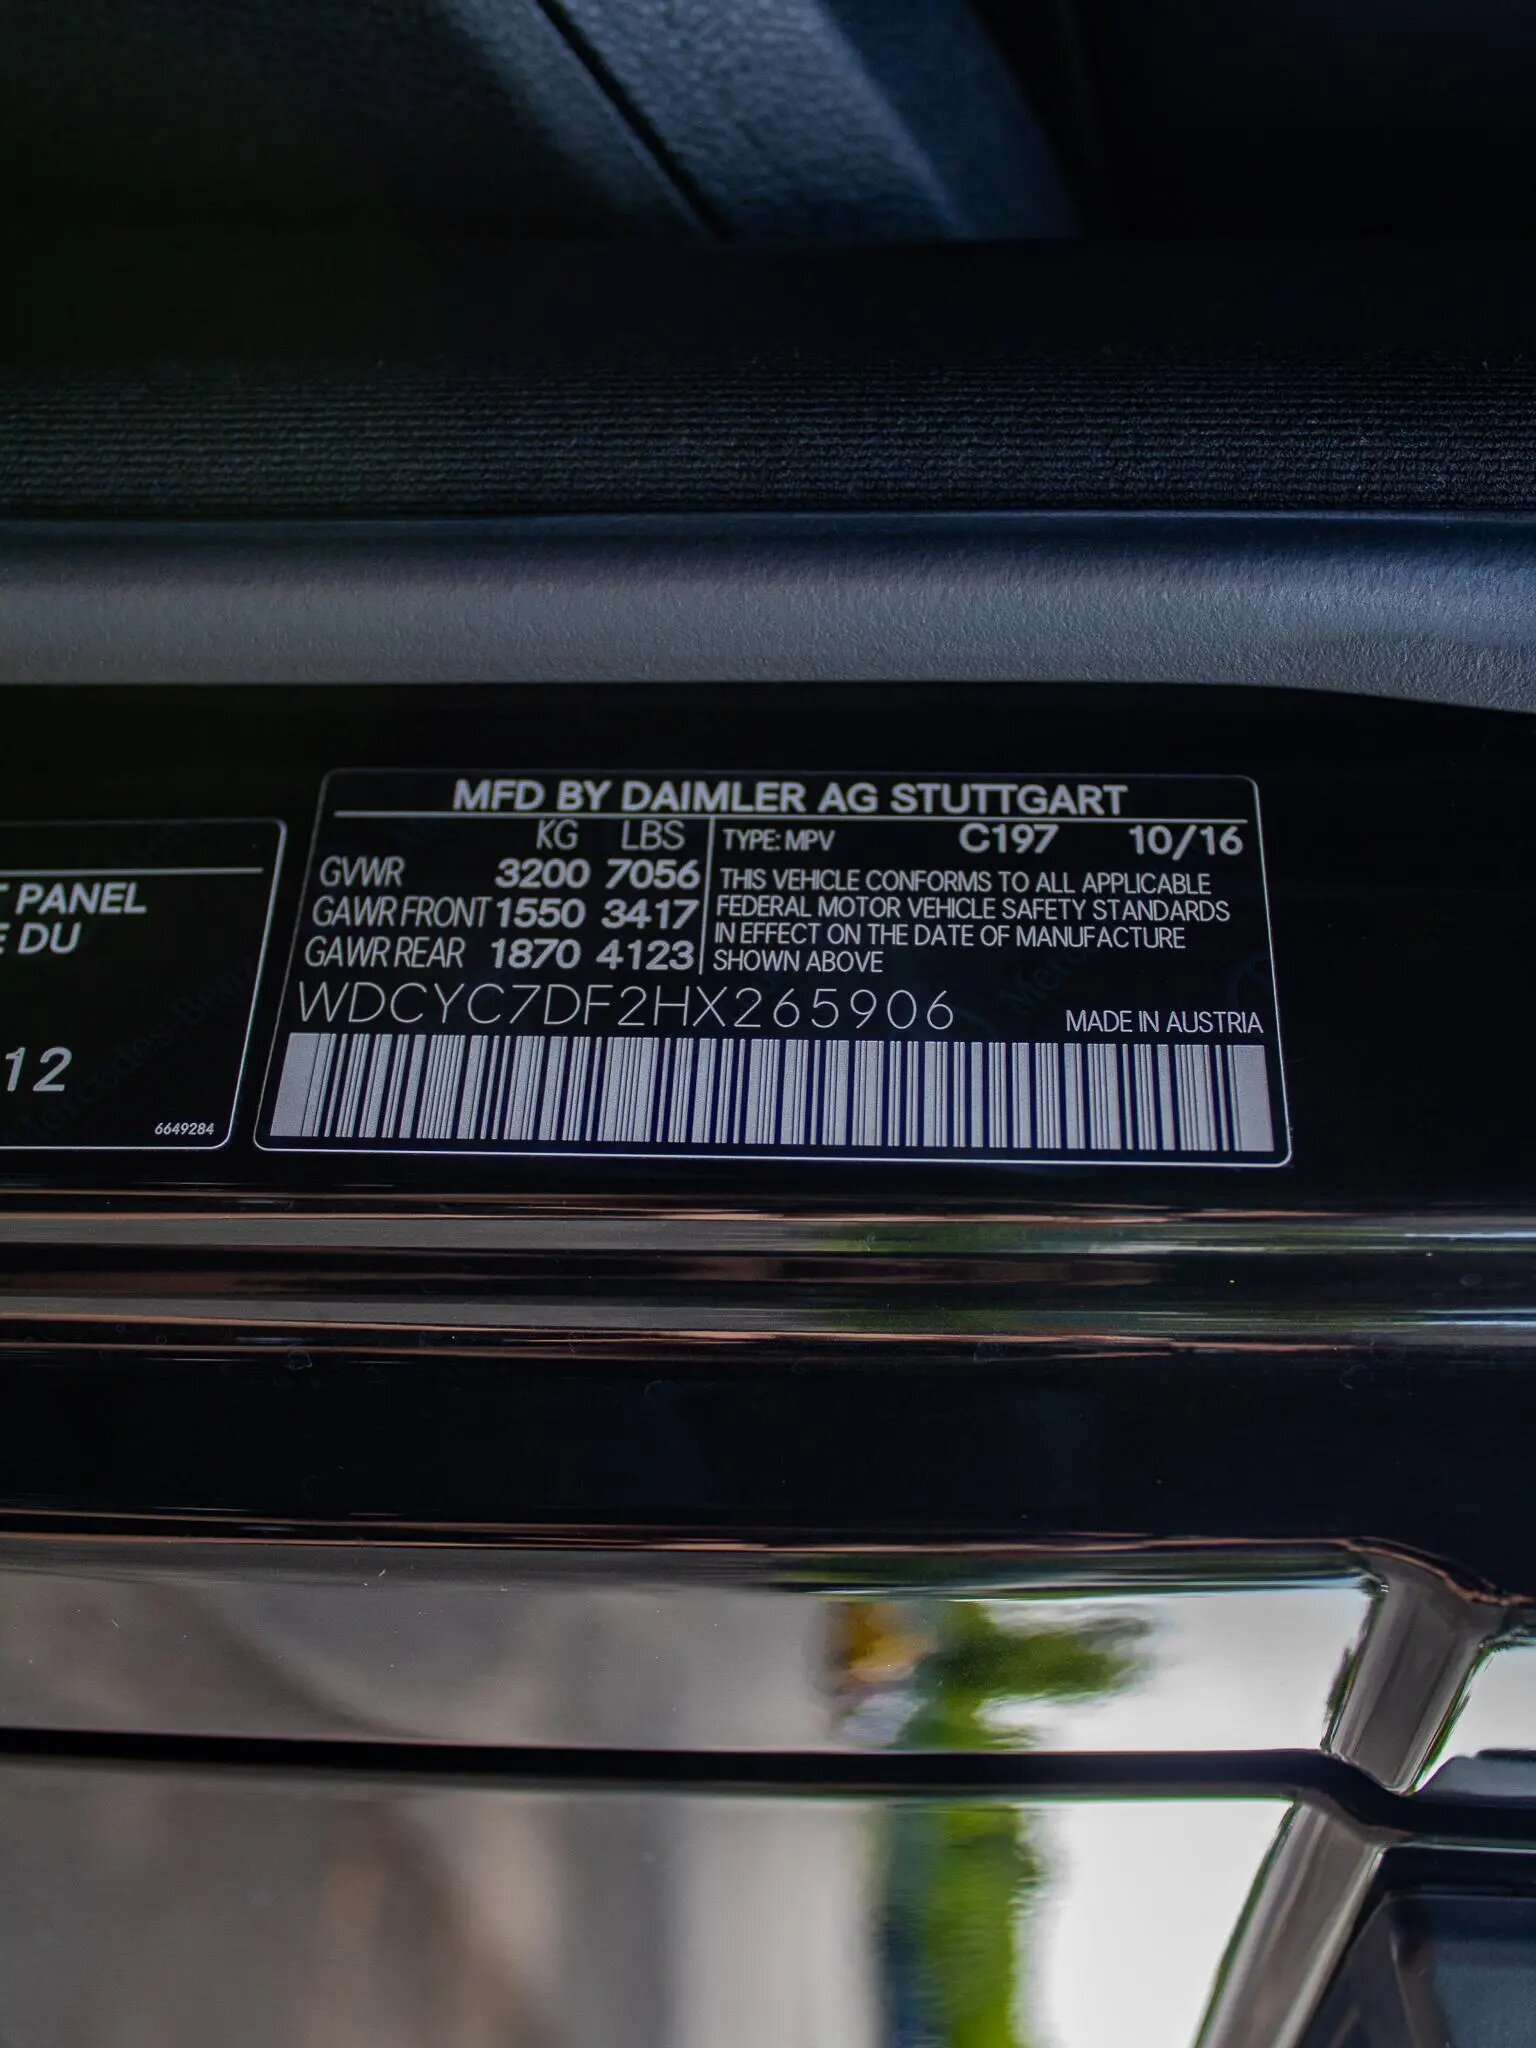 MFD BY DAIMLER AG STUTTGART
KG LBS
GVWR 3200 7056
GAWR FRONT 1550 3417
GAWR REAR 1870 4123
TYPE: MPV C197 10/16
THIS VEHICLE CONFORMS TO ALL APPLICABLE
FEDERAL MOTOR VEHICLE SAFETY STANDARDS
IN EFFECT ON THE DATE OF MANUFACTURE
SHOWN ABOVE
WDCYC7DF2HX265906
MADE IN AUSTRIA
PANEL
DU
12
6649284